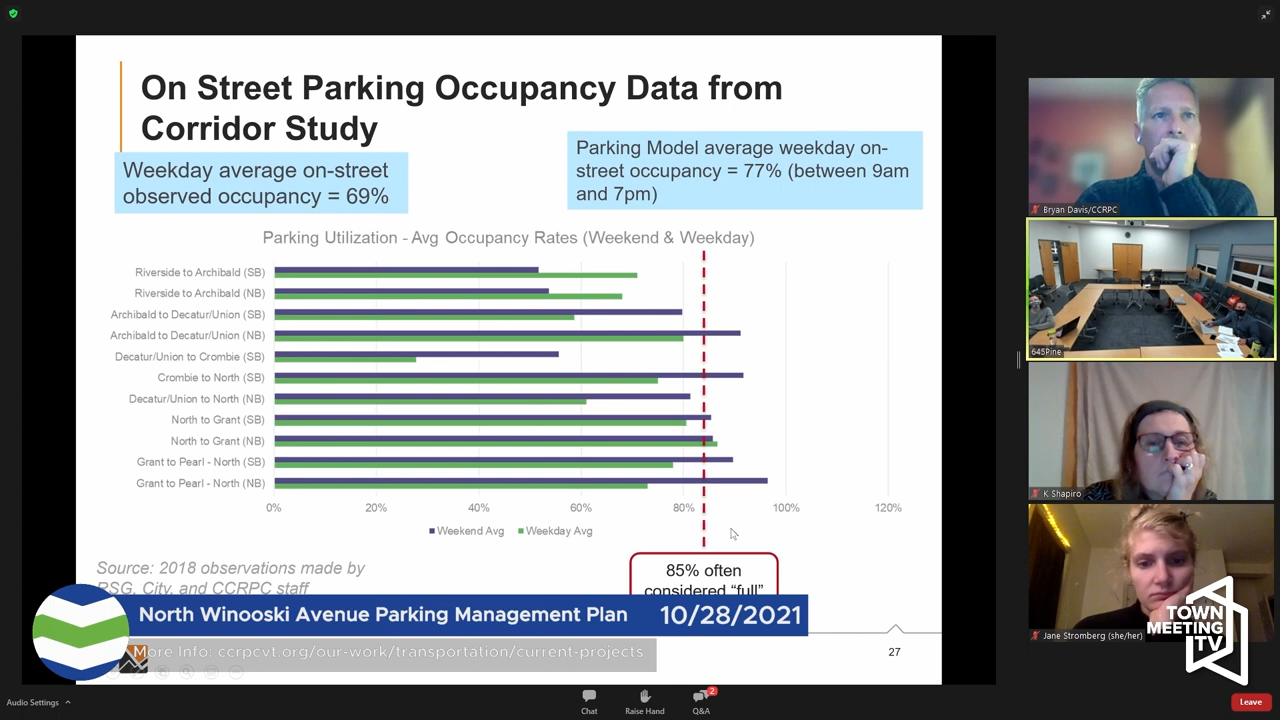 On Street Parking Occupancy Data from
Corridor Study
Weekday average on-street
observed occupancy = 69%
Parking Model average weekday on-
street occupancy = 77% (between 9am
and 7pm)
Parking Utilization - Avg Occupancy Rates (Weekend & Weekday)
Riverside to Archibald (SB)
Riverside to Archibald (NB)
Archibald to Decatur/Union (SB)
Archibald to Decatur/Union (NB)
Decatur/Union to Crombie (SB)
Crombie to North (SB)
Decatur/Union to North (NB)
North to Grant (SB)
North to Grant (NB)
Grant to Pearl - North (SB)
Grant to Pearl - North (NB)
0% 20% 40% 60% 80% 100% 120%
Weekend Avg Weekday Avg
85% often
considered "full"
Source: 2018 observations made by
RSG, City, and CCRPC staff
North Winooski Avenue Parking Management Plan 10/28/2021
More Info: ccrpcvt.org/our-work/transportation/current-projects
27
Bryan Davis/CCRPC
645Pine
K Shapiro
Jane Stromberg (she/her)
TOWN
MEETING
TV
Audio Settings
Chat
Raise Hand
Q&A
2
Leave